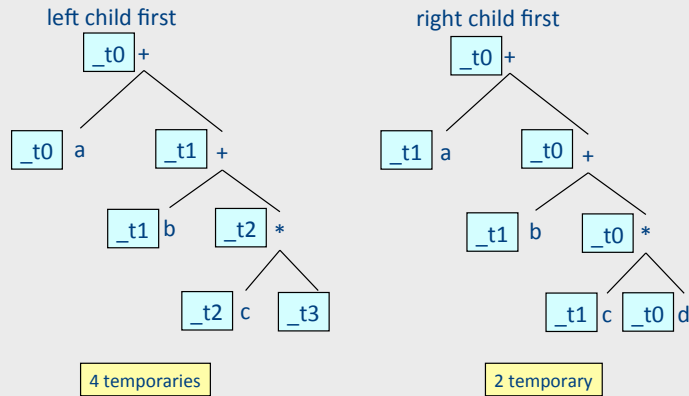 left child first
_t0 +
_t0 a
_t1 +
_t1 b
_t2 *
_t2 c
_t3
4 temporaries
right child first
_t0 +
_t1 a
_t0 +
_t1 b
_t0 *
_t1 c
_t0 d
2 temporary